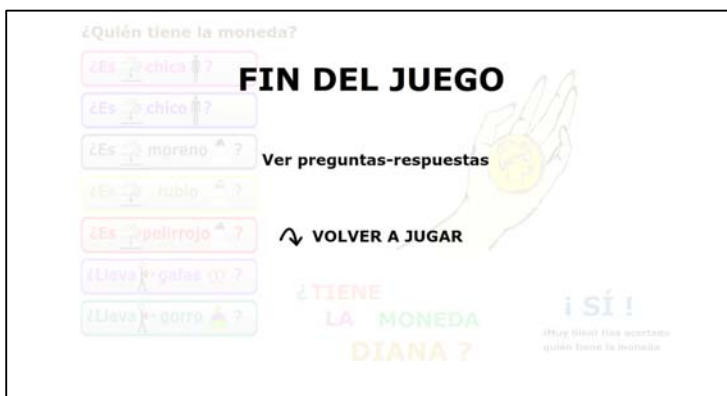 ¿Quién tiene la moneda?
¿Es chica ?
¿Es chico ?
¿Es moreno ?
¿Es rubio ?
¿Es pelirrojo ?
¿Lleva gafas ?
¿Lleva gorro ?
FIN DEL JUEGO
Ver preguntas-respuestas
VOLVER A JUGAR
¿TIENE
LA MONEDA
DIANA ?
¡ SÍ !
¡Muy bien! Has acertado
quién tiene la moneda